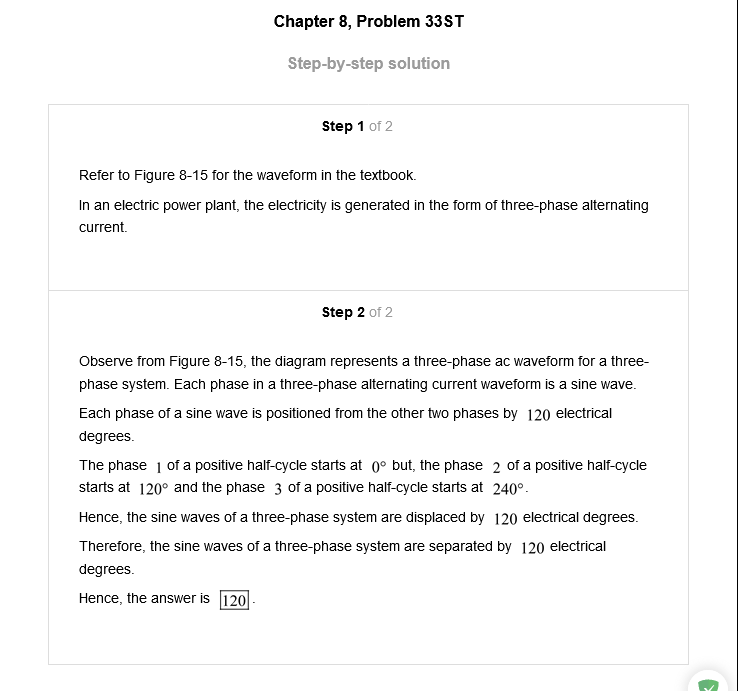 Chapter 8, Problem 33ST
Step-by-step solution
Step 1 of 2
Refer to Figure 8-15 for the waveform in the textbook.
In an electric power plant, the electricity is generated in the form of three-phase alternating
current.
Step 2 of 2
Observe from Figure 8-15, the diagram represents a three-phase ac waveform for a three-
phase system. Each phase in a three-phase alternating current waveform is a sine wave.
Each phase of a sine wave is positioned from the other two phases by 120 electrical
degrees.
The phase 1 of a positive half-cycle starts at 0° but, the phase 2 of a positive half-cycle
starts at 120° and the phase 3 of a positive half-cycle starts at 240°.
Hence, the sine waves of a three-phase system are displaced by 120 electrical degrees.
Therefore, the sine waves of a three-phase system are separated by 120 electrical
degrees.
Hence, the answer is 120.